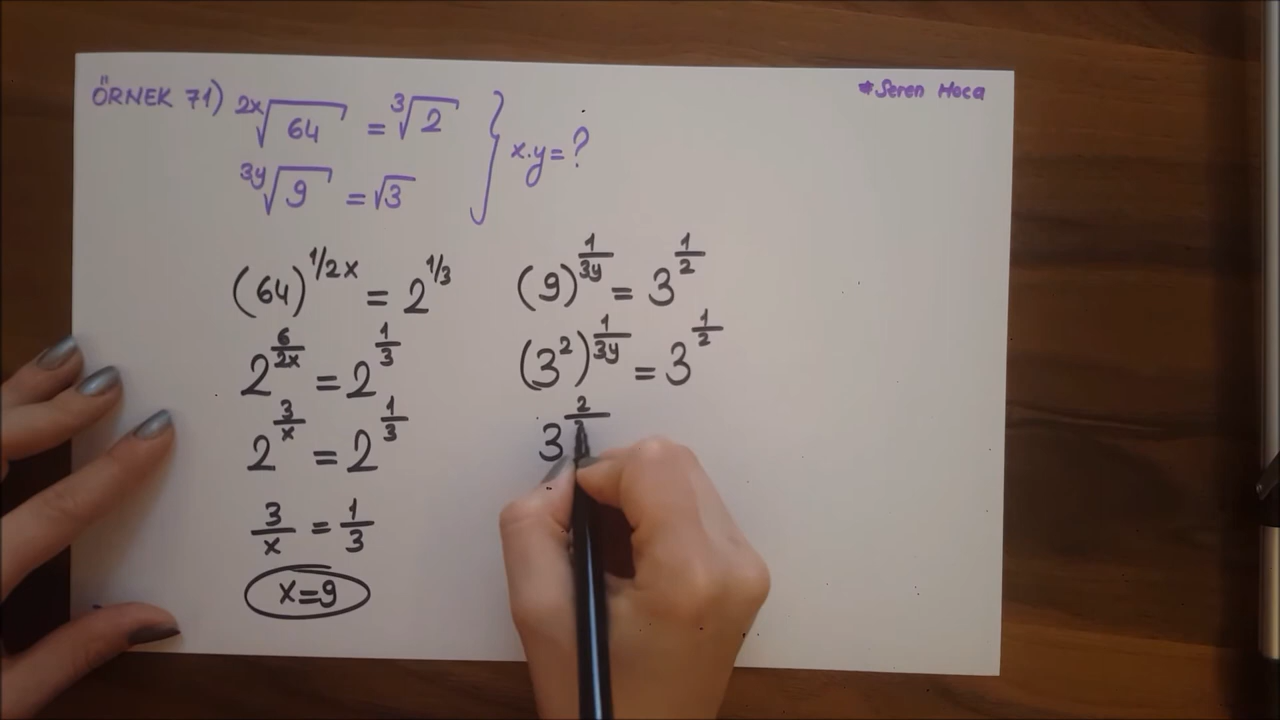 ÖRNEK 71) ²ˣ√64 = ³√2 } x.y=?
³ʸ√9 = √3
*Seren Hoca
(64)^1/2x = 2^1/3
2^6/2x = 2^1/3
2^3/x = 2^1/3
3/x = 1/3
x=9
(9)^1/3y = 3^1/2
(3²)^1/3y = 3^1/2
3^2/